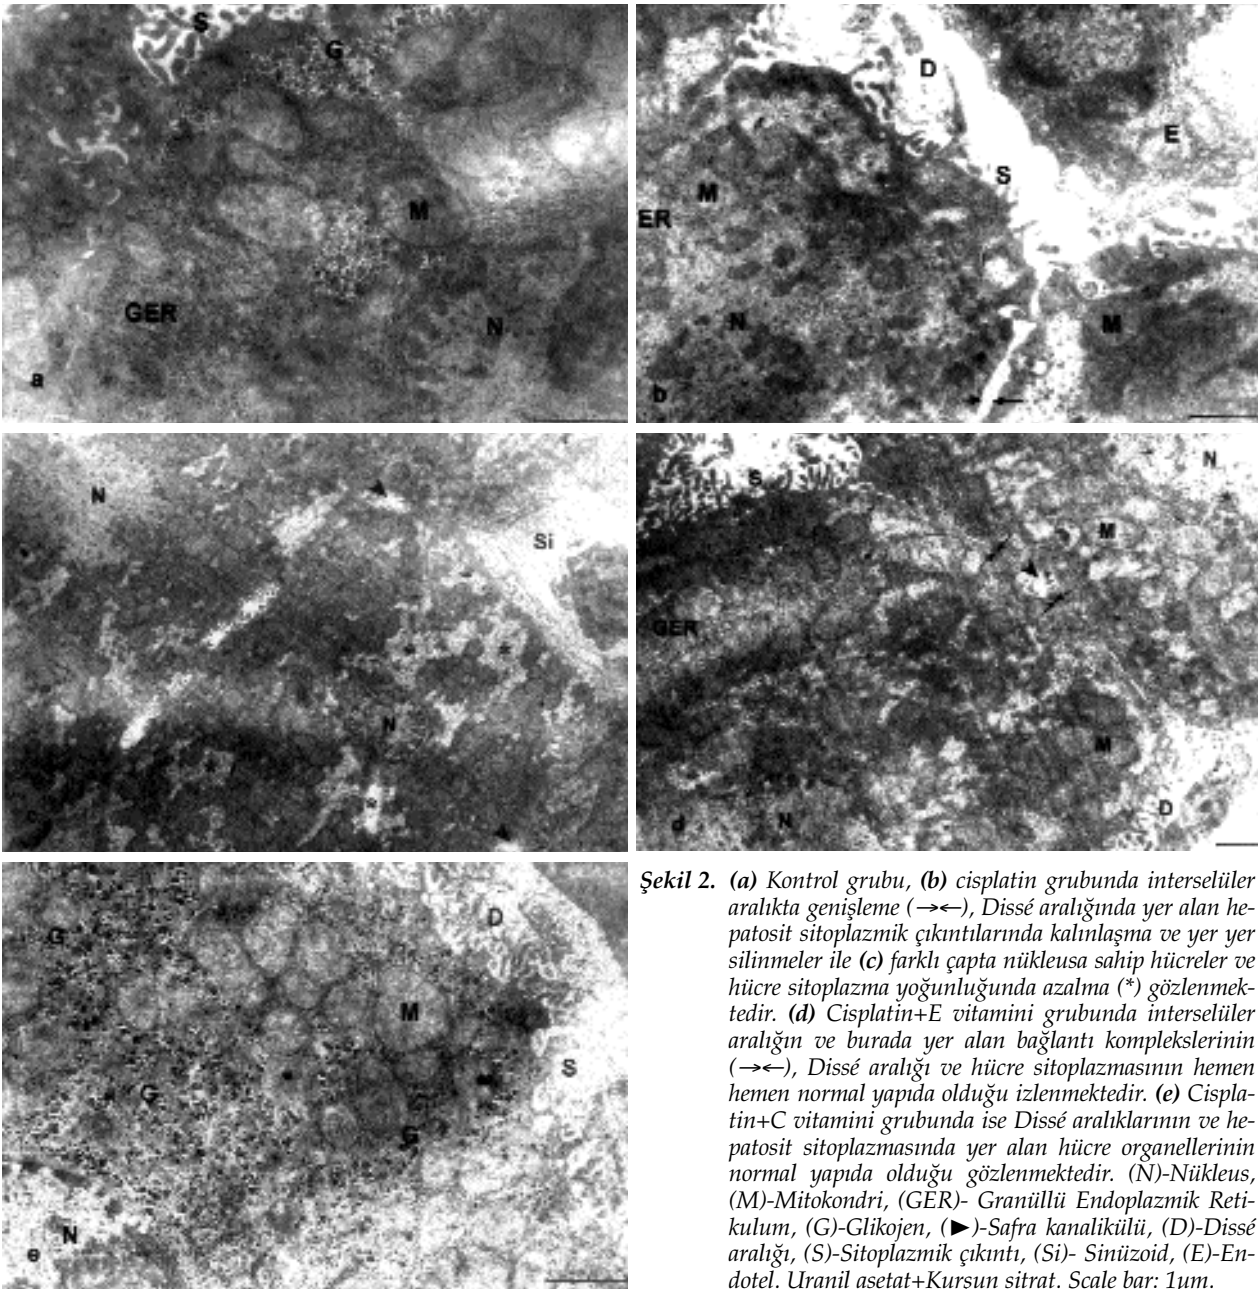 S
G
M
GER
N
a
D
E
M
S
ER
N
M
b
N
Si
*
*
N
*
*
S
N
M
GER
M
D
d
N
D
G
M
G
S
G
N
e
Şekil 2. (a) Kontrol grubu, (b) cisplatin grubunda interselüler
aralıkta genişleme (→←), Dissé aralığında yer alan he-
patosit sitoplazmik çıkıntılarında kalınlaşma ve yer yer
silinmeler ile (c) farklı çapta nükleusa sahip hücreler ve
hücre sitoplazma yoğunluğunda azalma (*) gözlenmek-
tedir. (d) Cisplatin+E vitamini grubunda interselüler
aralığın ve burada yer alan bağlantı komplekslerinin
(→←), Dissé aralığı ve hücre sitoplazmasının hemen
hemen normal yapıda olduğu izlenmektedir. (e) Cispla-
tin+C vitamini grubunda ise Dissé aralıklarının ve he-
patosit sitoplazmasında yer alan hücre organellerinin
normal yapıda olduğu gözlenmektedir. (N)-Nükleus,
(M)-Mitokondri, (GER)- Granüllü Endoplazmik Reti-
kulum, (G)-Glikojen, (►)-Safra kanalikülü, (D)-Dissé
aralığı, (S)-Sitoplazmik çıkıntı, (Si)- Sinüzoid, (E)-En-
dotel. Uranil asetat+Kurşun sitrat. Scale bar: 1µm.